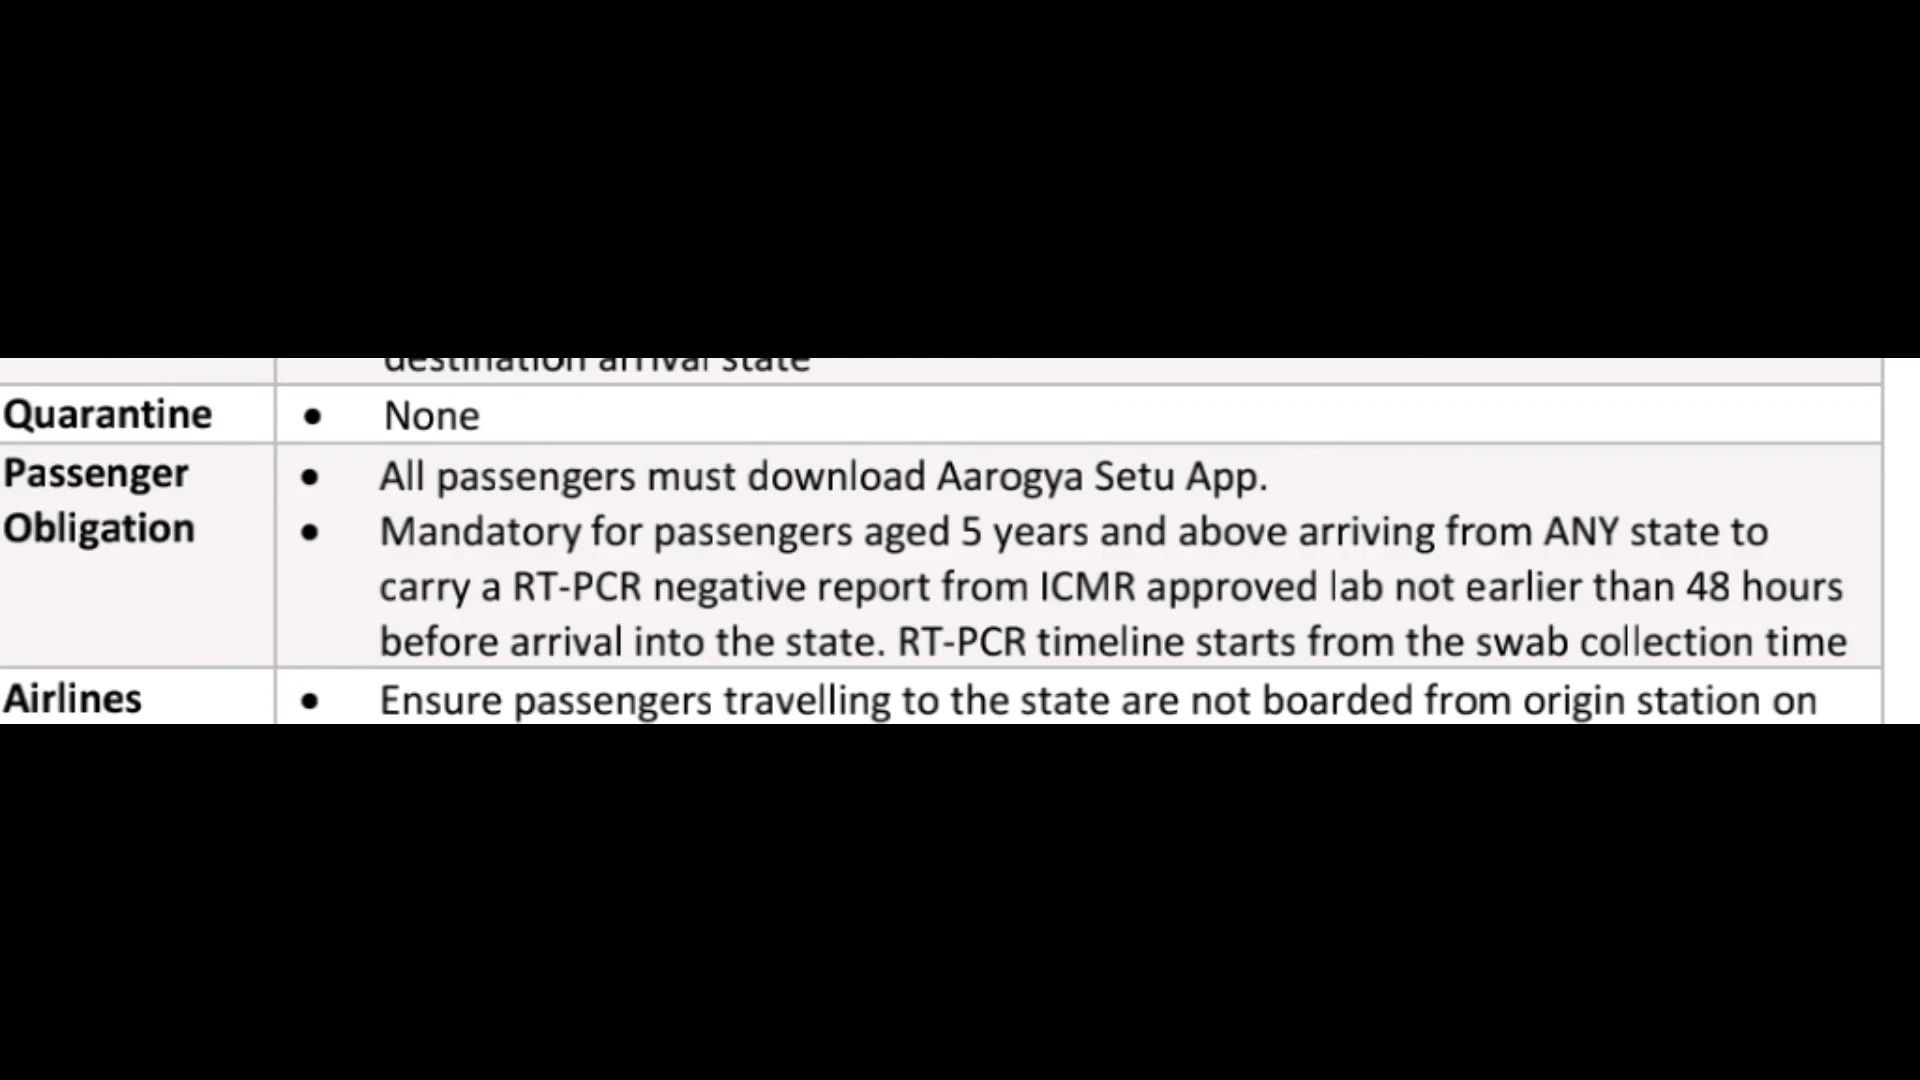 destination arrival state
Quarantine • None
Passenger • All passengers must download Aarogya Setu App.
Obligation • Mandatory for passengers aged 5 years and above arriving from ANY state to
carry a RT-PCR negative report from ICMR approved lab not earlier than 48 hours
before arrival into the state. RT-PCR timeline starts from the swab collection time
Airlines • Ensure passengers travelling to the state are not boarded from origin station on